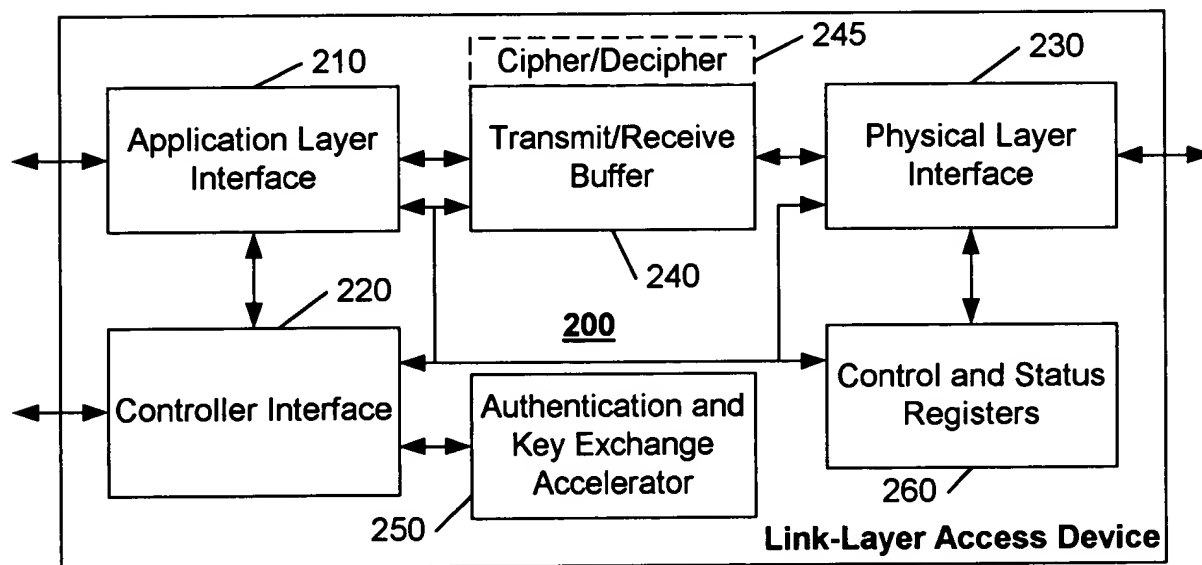 210
Cipher/Decipher
245
230
Application Layer
Interface
Transmit/Receive
Buffer
Physical Layer
Interface
220
240
200
Controller Interface
Authentication and
Key Exchange
Accelerator
Control and Status
Registers
250
260
Link-Layer Access Device